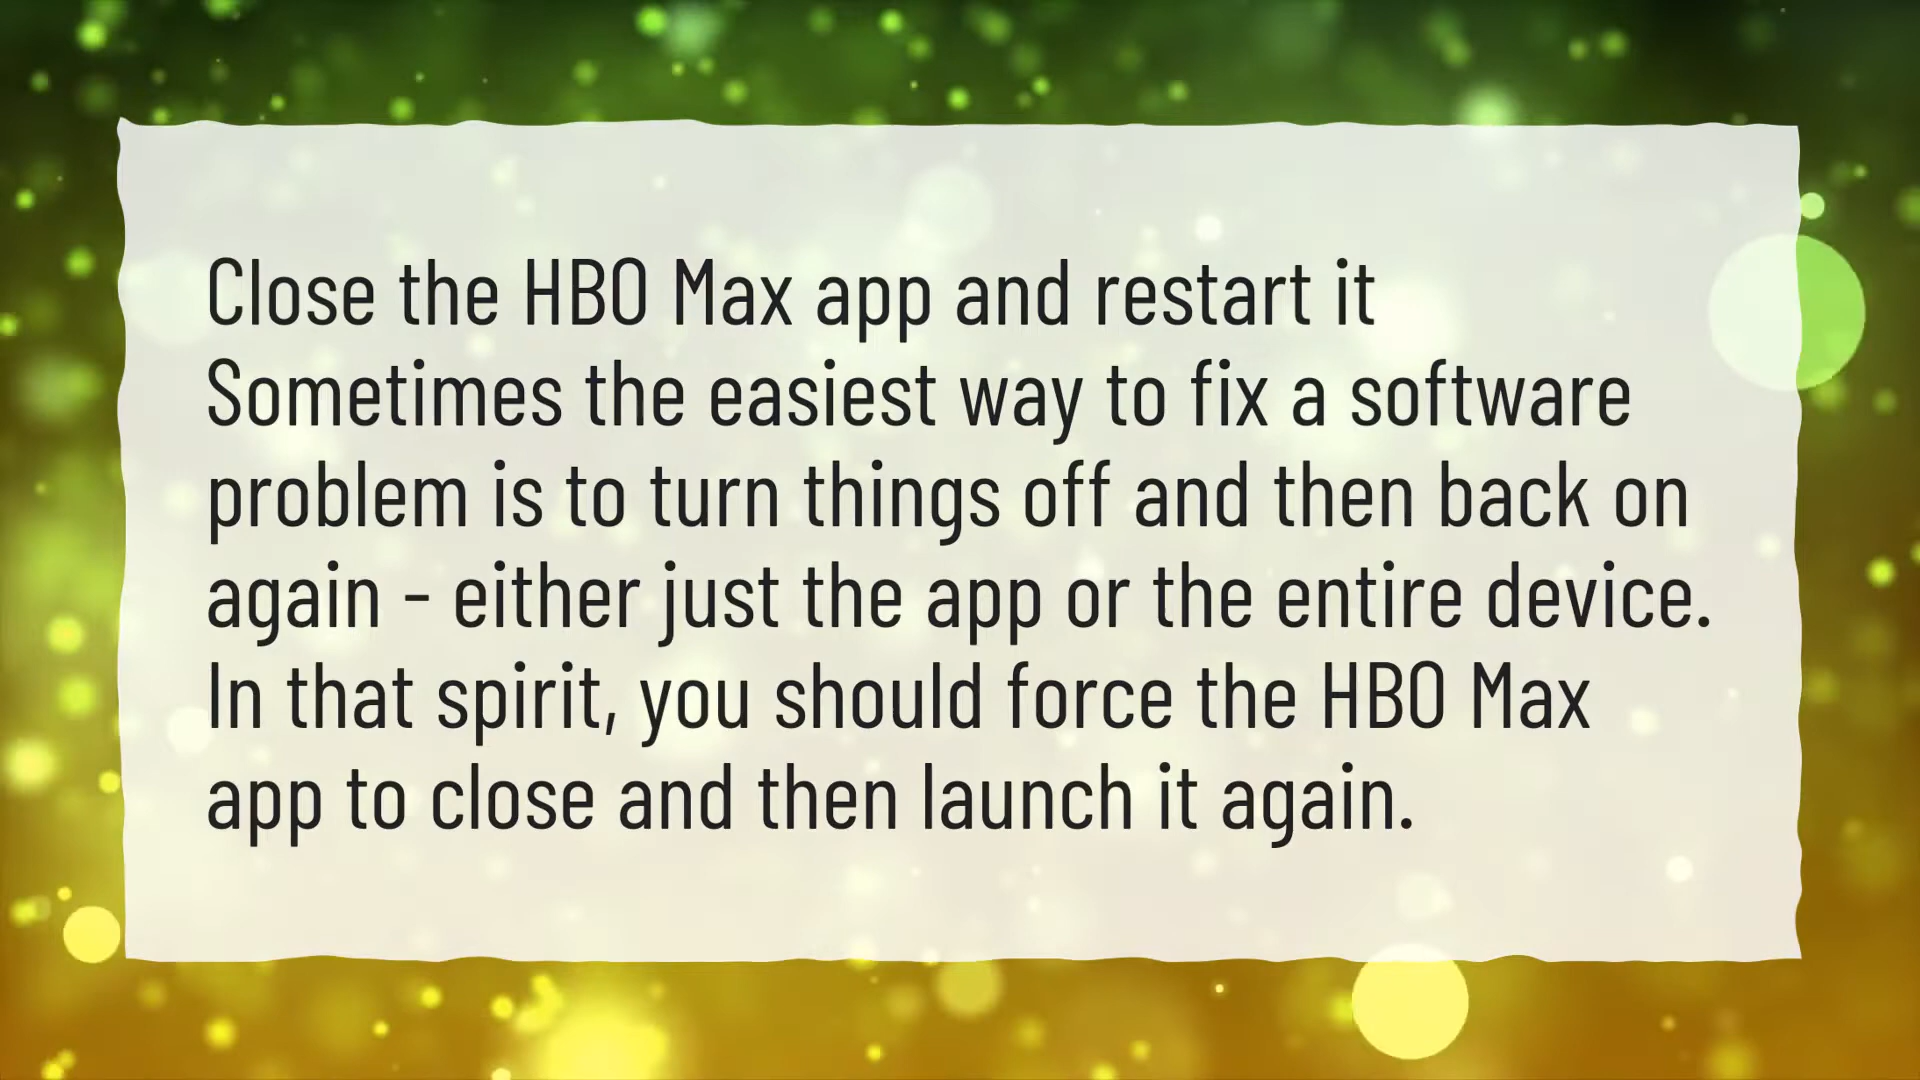 Close the HBO Max app and restart it
Sometimes the easiest way to fix a software
problem is to turn things off and then back on
again - either just the app or the entire device.
In that spirit, you should force the HBO Max
app to close and then launch it again.